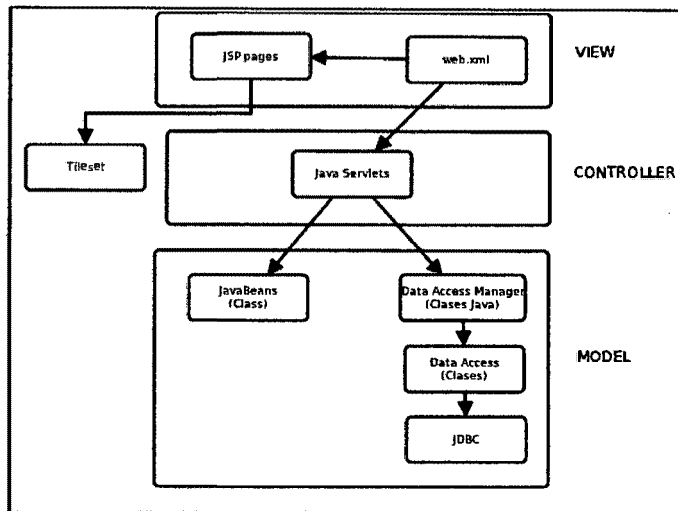 JSP pages
web.xml
VIEW
Tileset
Java Servlets
CONTROLLER
JavaBeans
(Class)
Data Access Manager
(Clases Java)
Data Access
(Clases)
MODEL
JDBC